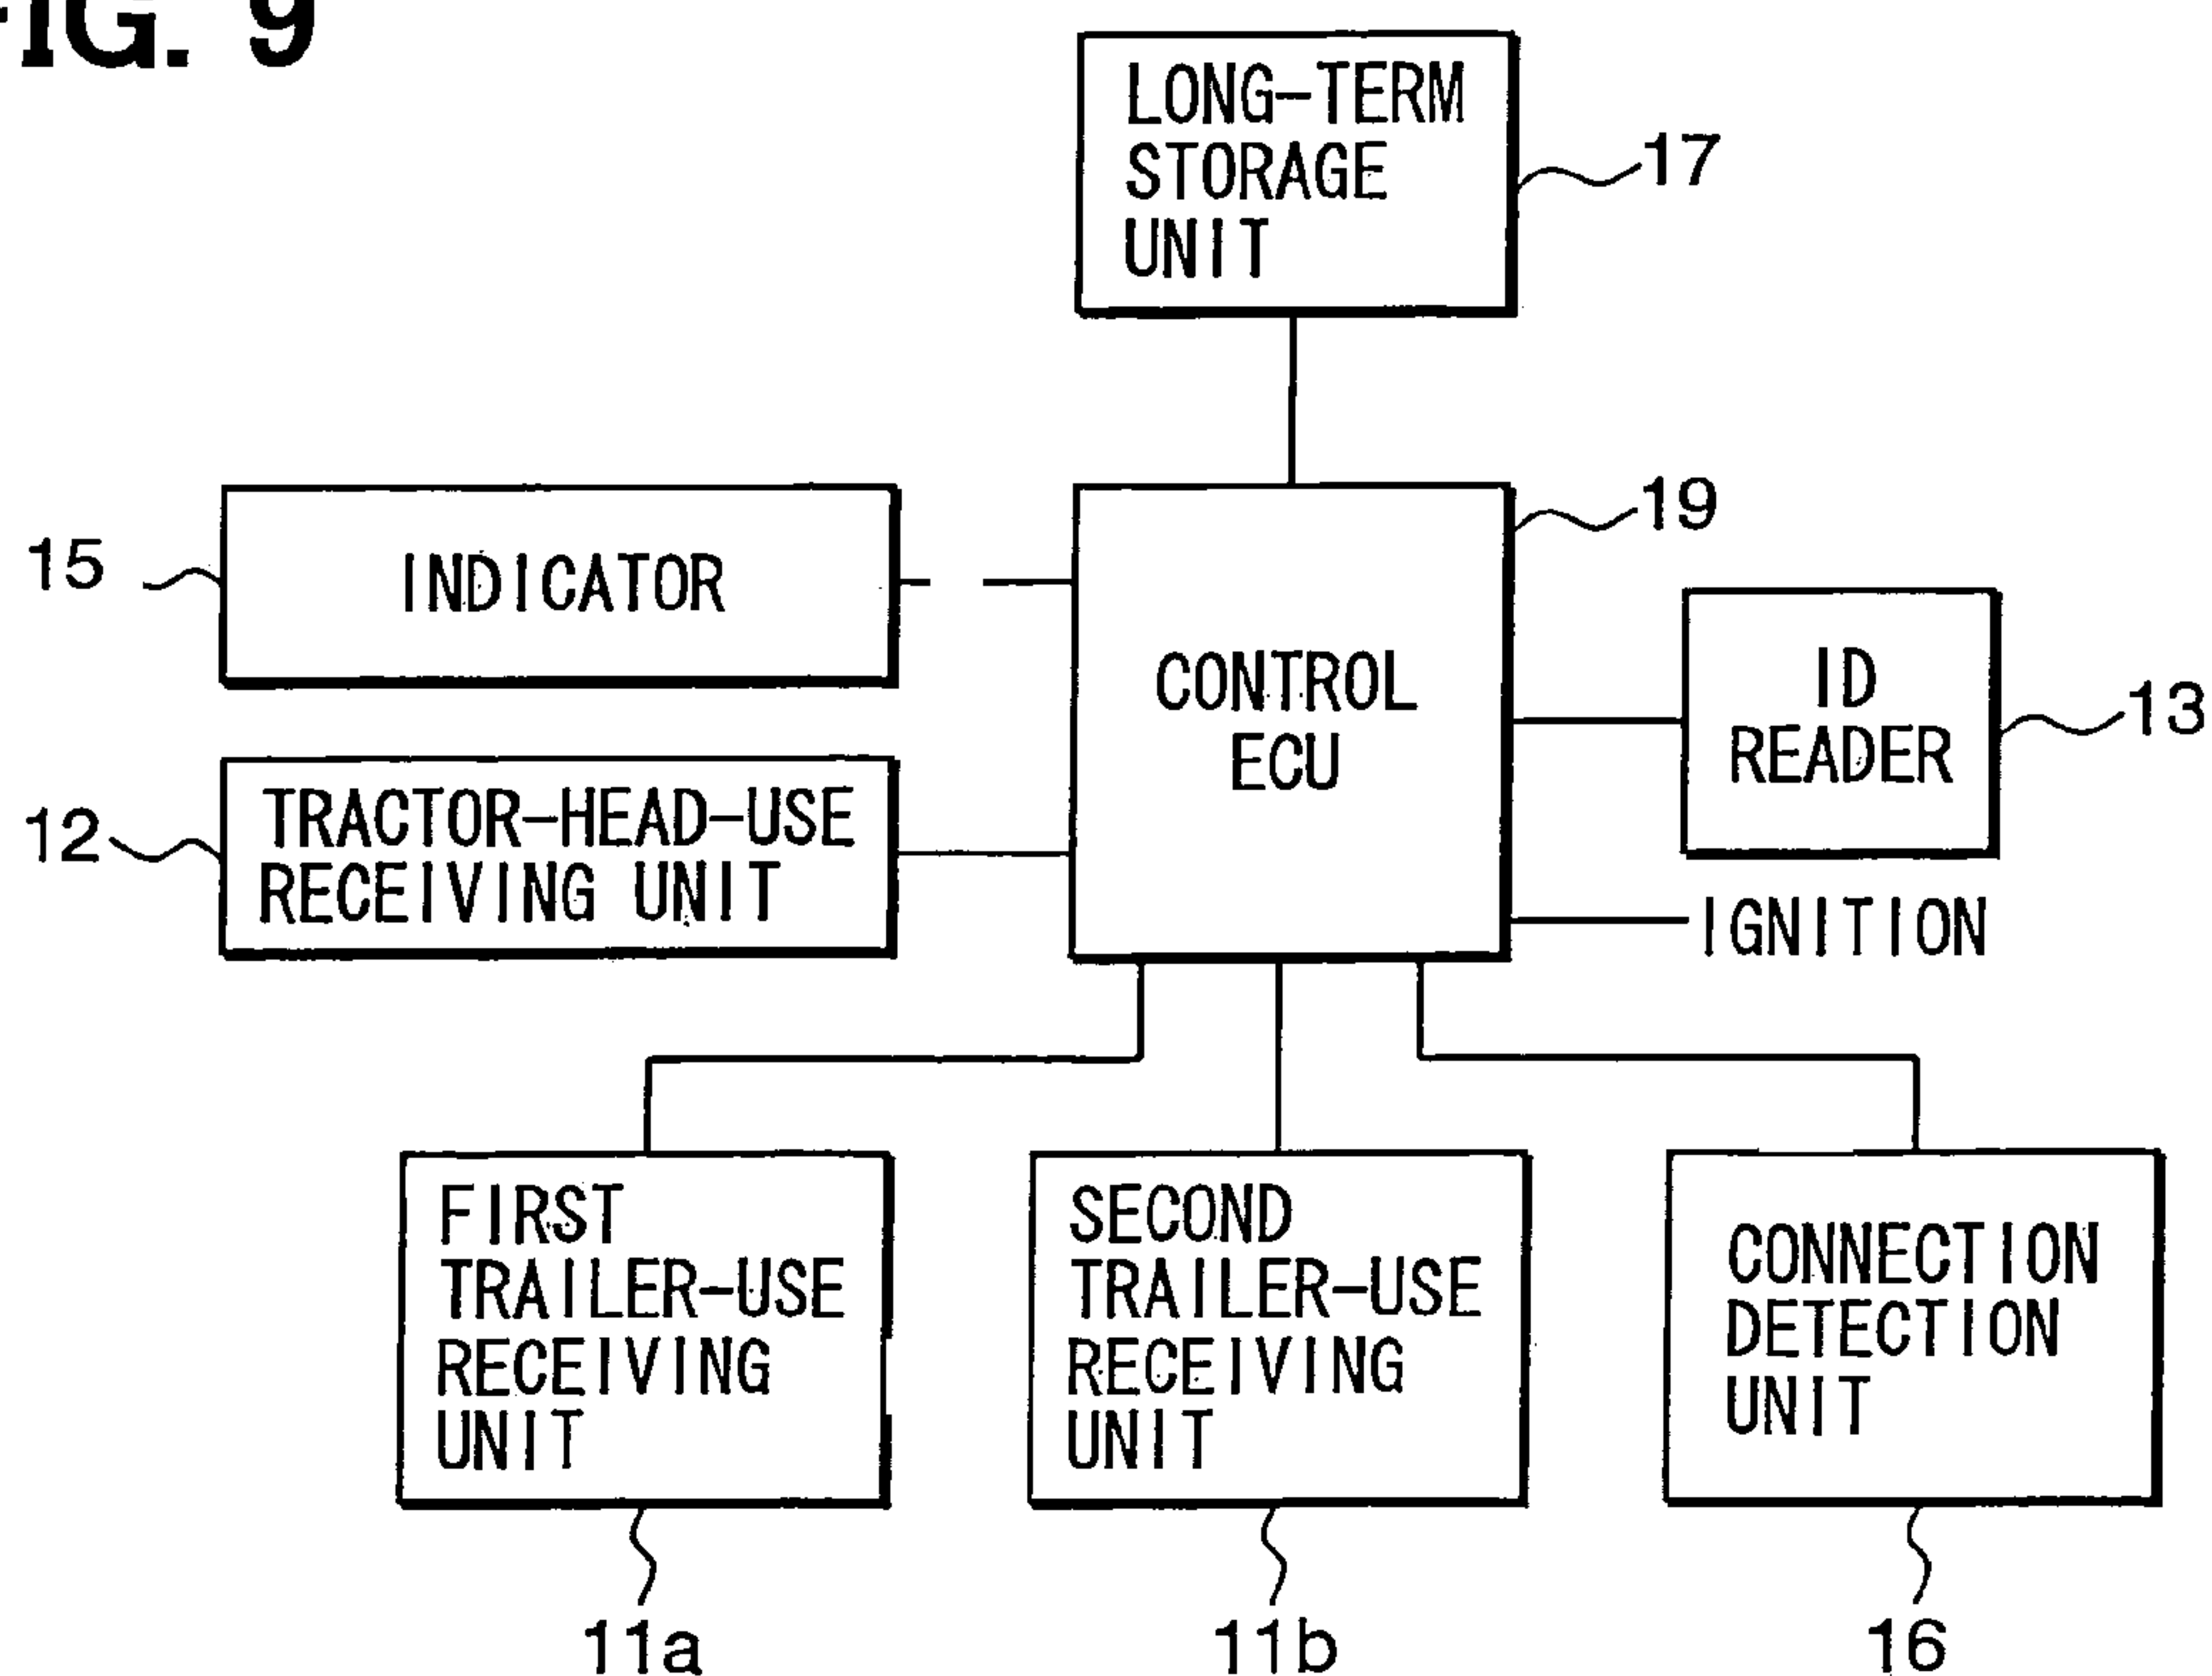 FIG. 9
LONG-TERM
STORAGE
UNIT
17
19
15
INDICATOR
CONTROL
ECU
ID
READER
13
12
TRACTOR-HEAD-USE
RECEIVING UNIT
IGNITION
FIRST
TRAILER-USE
RECEIVING
UNIT
SECOND
TRAILER-USE
RECEIVING
UNIT
CONNECTION
DETECTION
UNIT
11a
11b
16